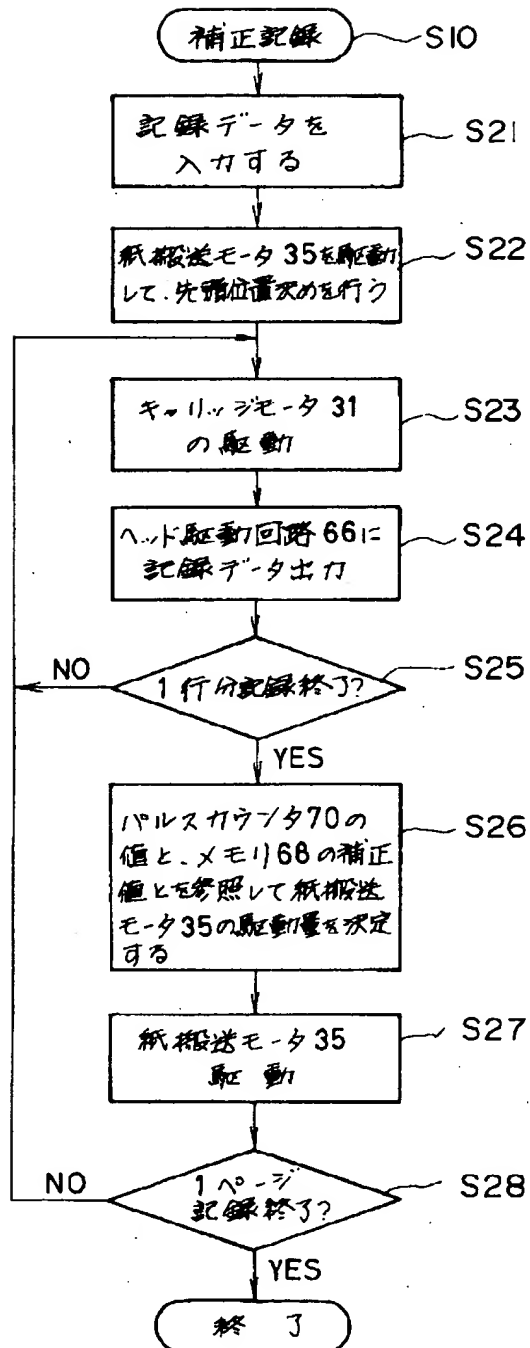 補正記録
S10
記録データを
入力する
S21
紙搬送モータ35を駆動
して、先頭位置決めを行う
S22
キャリッジモータ31
の駆動
S23
ヘッド駆動回路66に
記録データ出力
S24
1行分記録終了?
S25
NO
YES
パルスカウンタ70の
値と、メモリ68の補正
値とを参照して紙搬送
モータ35の駆動量を決定
する
S26
紙搬送モータ35
駆動
S27
1ページ
記録終了?
S28
NO
YES
終了